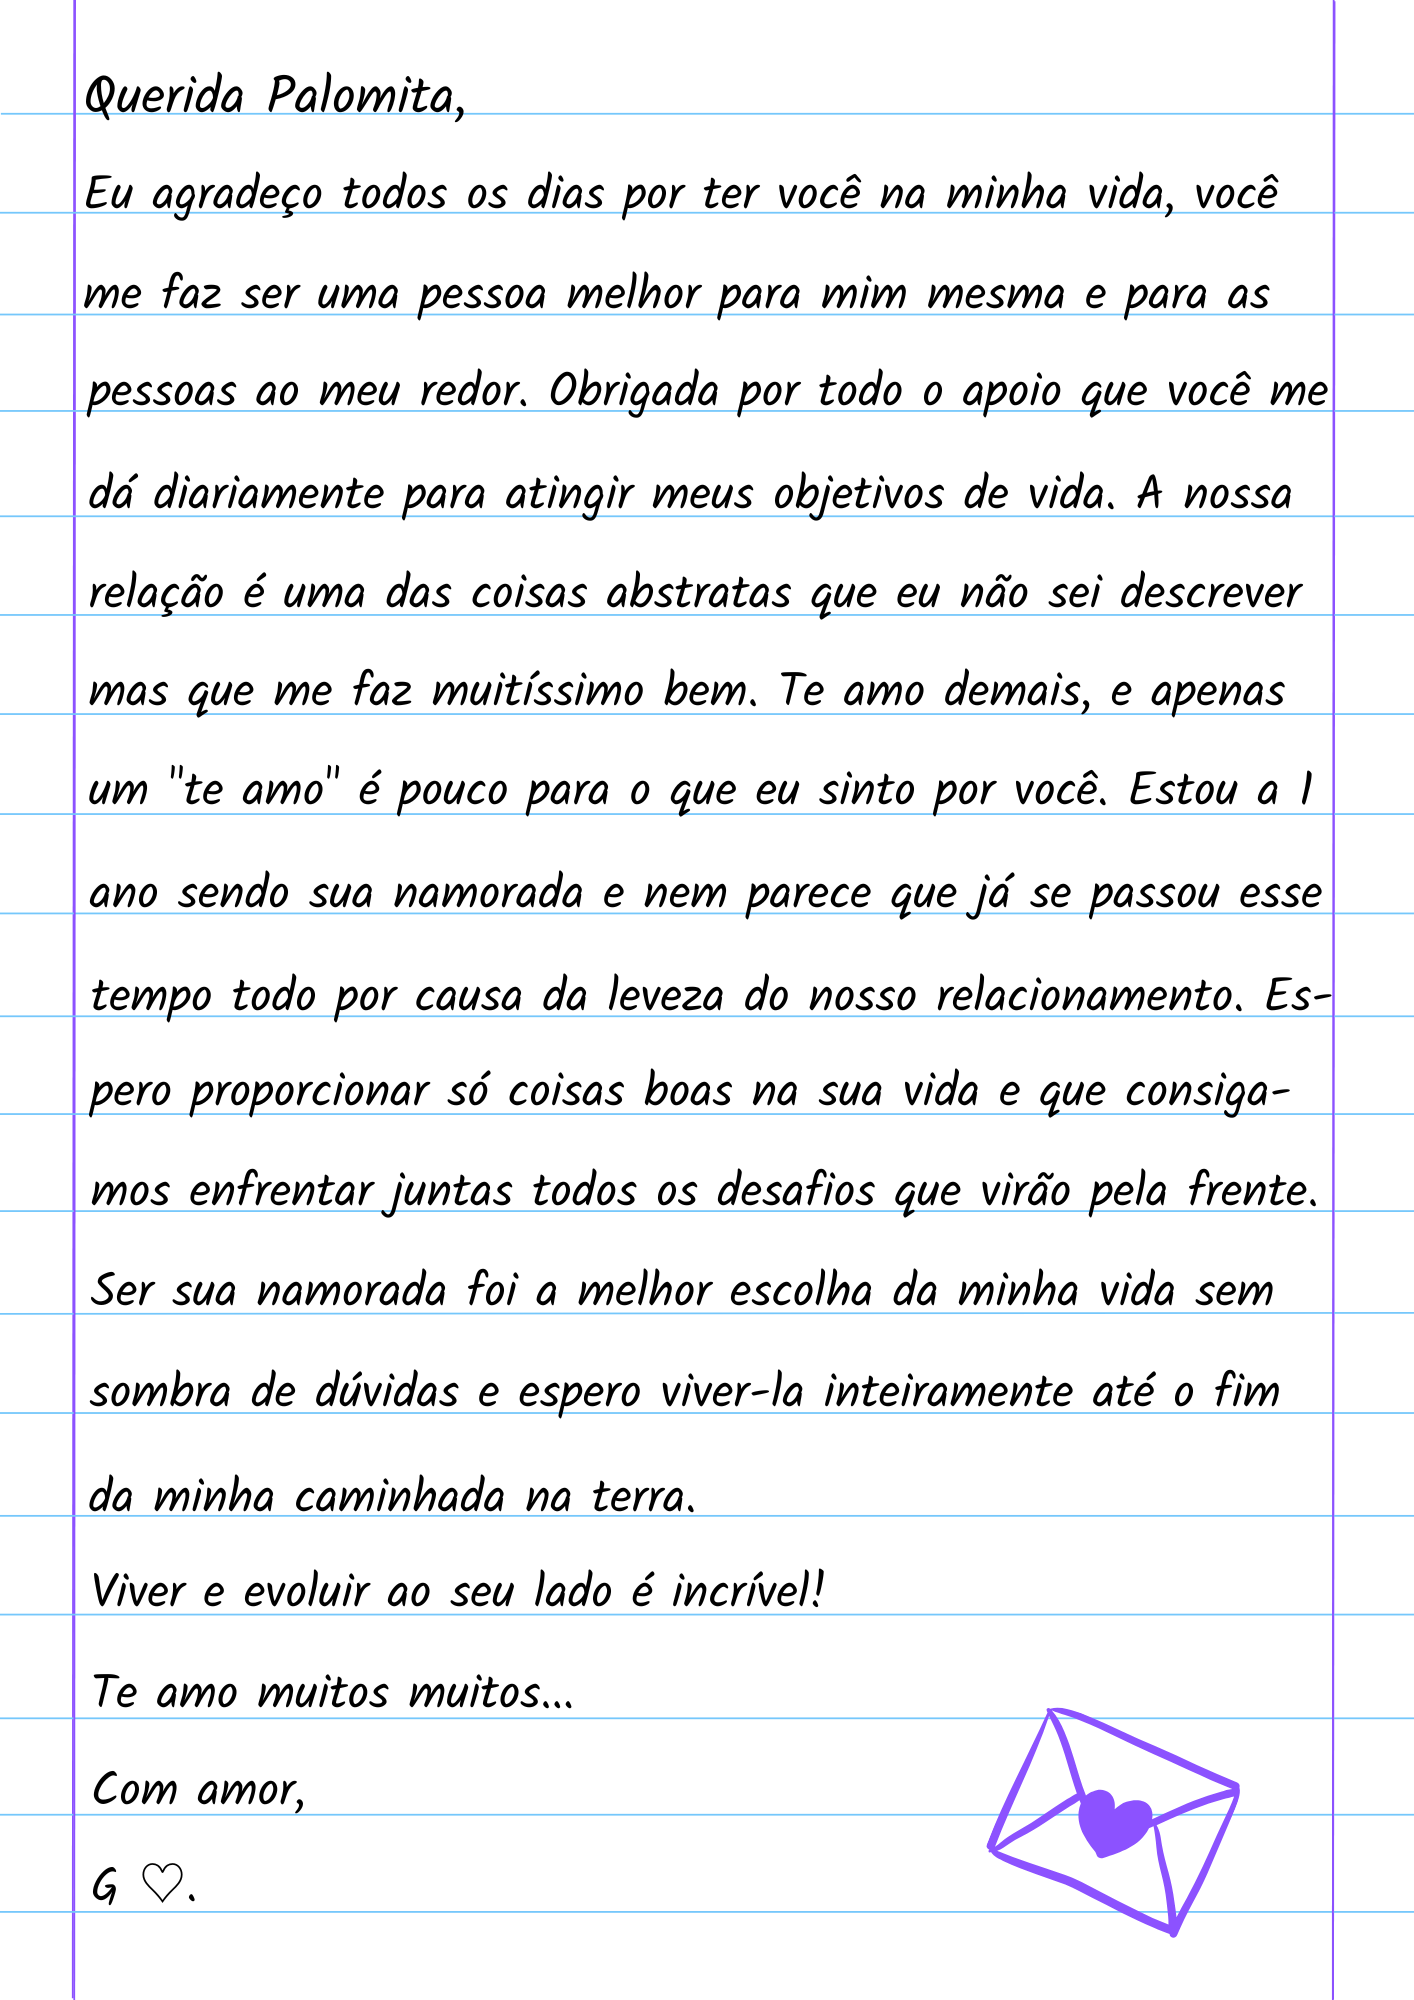 Querida Palomita,
Eu agradeço todos os dias por ter você na minha vida, você
me faz ser uma pessoa melhor para mim mesma e para as
pessoas ao meu redor. Obrigada por todo o apoio que você me
dá diariamente para atingir meus objetivos de vida. A nossa
relação é uma das coisas abstratas que eu não sei descrever
mas que me faz muitíssimo bem. Te amo demais, e apenas
um "te amo" é pouco para o que eu sinto por você. Estou a 1
ano sendo sua namorada e nem parece que já se passou esse
tempo todo por causa da leveza do nosso relacionamento. Es-
pero proporcionar só coisas boas na sua vida e que consiga-
mos enfrentar juntas todos os desafios que virão pela frente.
Ser sua namorada foi a melhor escolha da minha vida sem
sombra de dúvidas e espero viver-la inteiramente até o fim
da minha caminhada na terra.
Viver e evoluir ao seu lado é incrível!
Te amo muitos muitos...
Com amor,
G ♡.